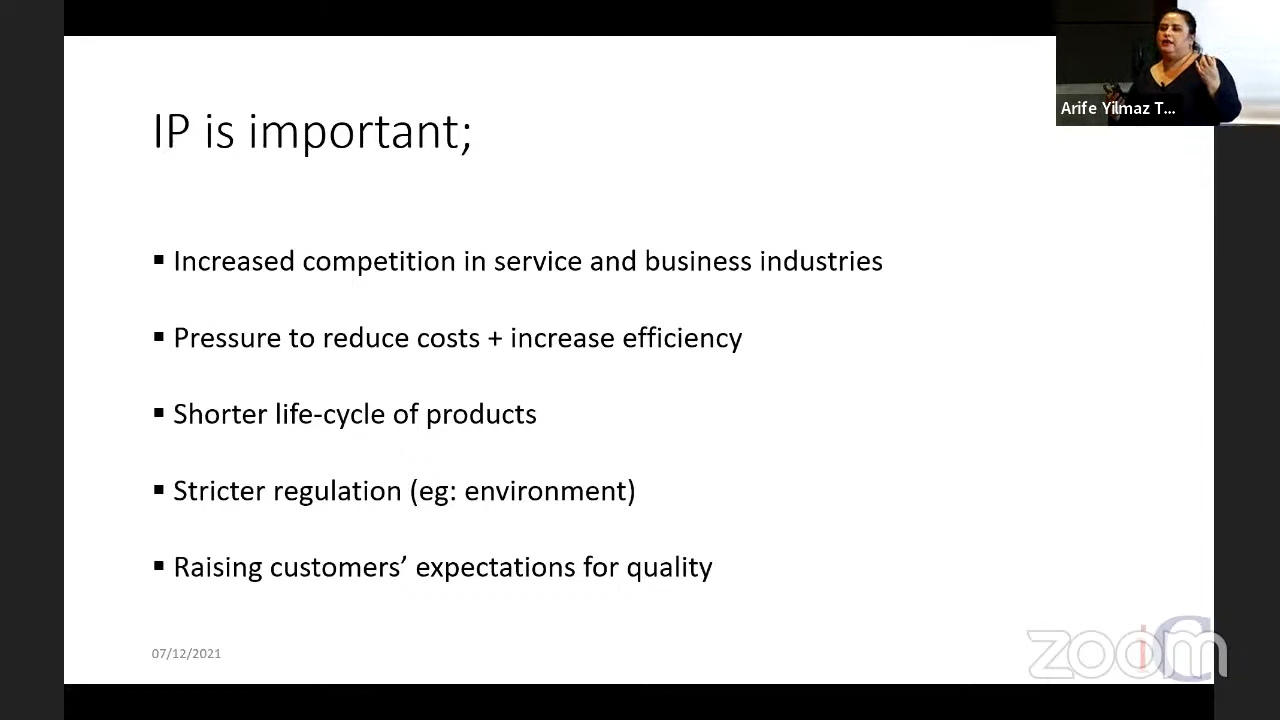 IP is important;
Arife Yilmaz T...
▪ Increased competition in service and business industries
▪ Pressure to reduce costs + increase efficiency
▪ Shorter life-cycle of products
▪ Stricter regulation (eg: environment)
▪ Raising customers’ expectations for quality
07/12/2021
zoom